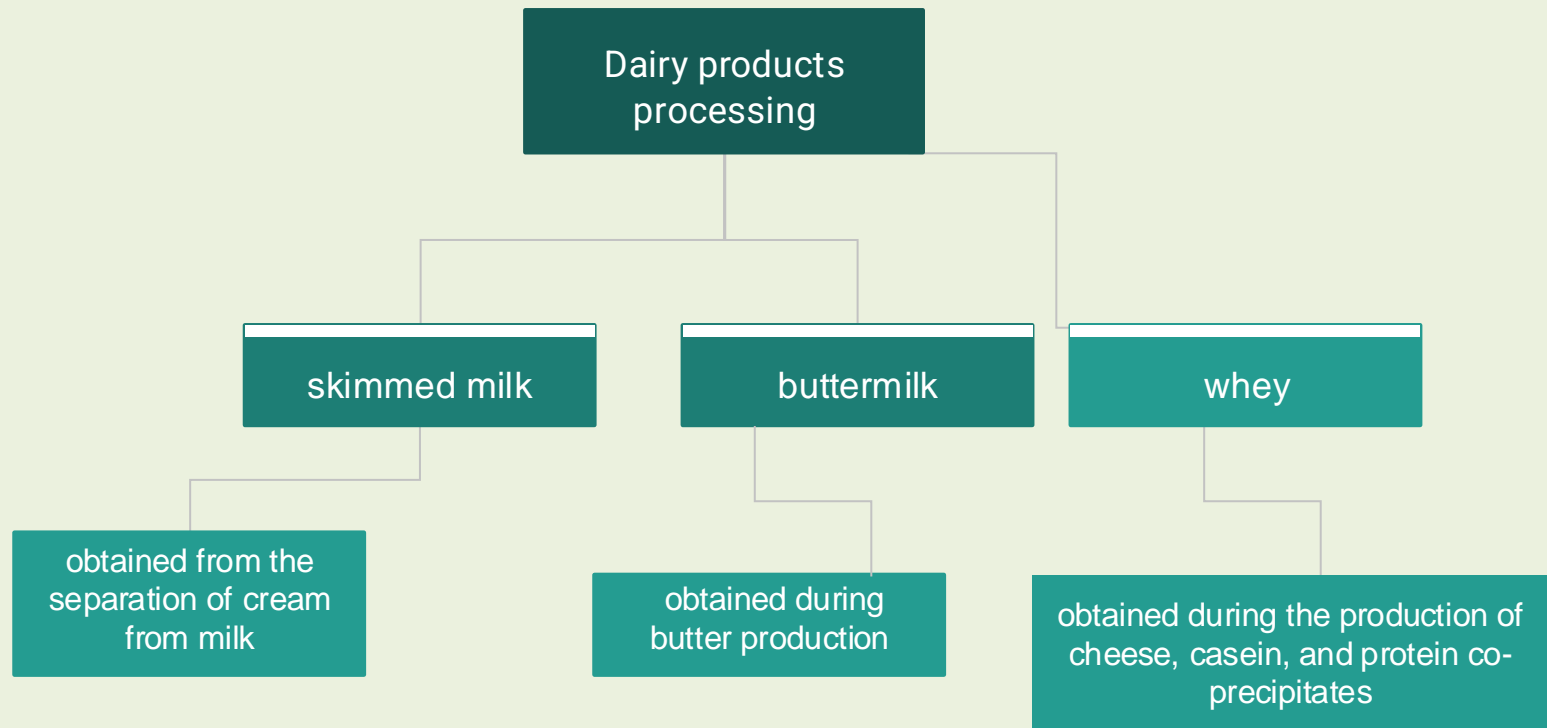 Dairy products
processing
skimmed milk
buttermilk
whey
obtained from the
separation of cream
from milk
obtained during
butter production
obtained during the production of
cheese, casein, and protein co-
precipitates